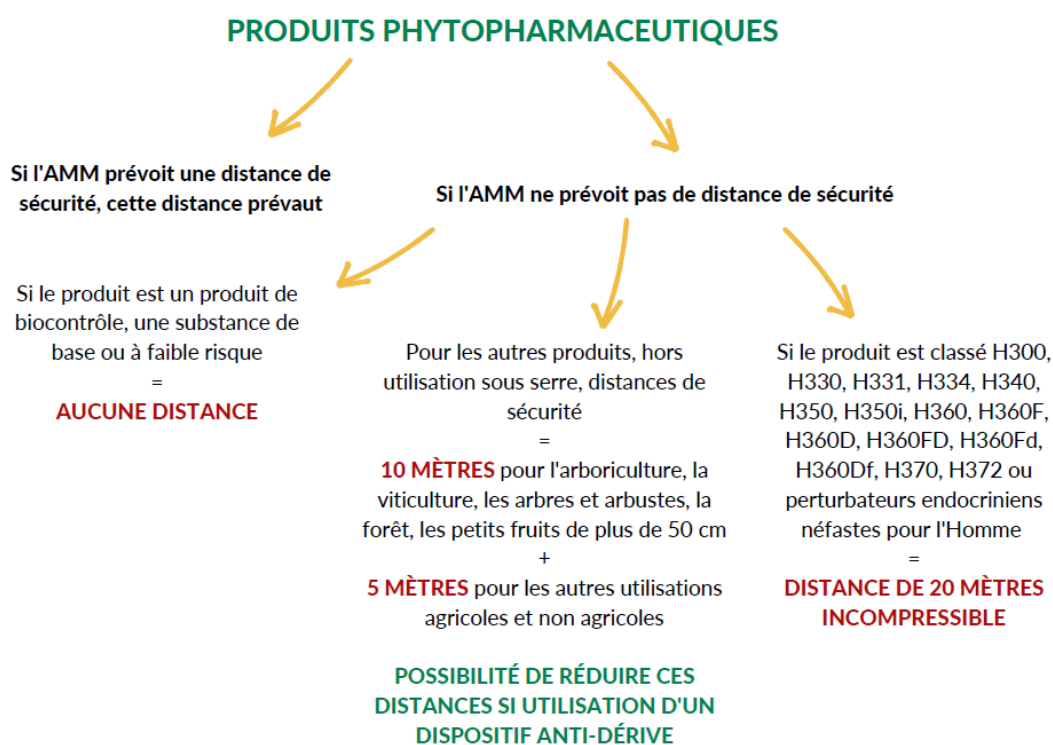 PRODUITS PHYTOPHARMACEUTIQUES
Si l'AMM prévoit une distance de
sécurité, cette distance prévaut
Si l'AMM ne prévoit pas de distance de sécurité
Si le produit est un produit de
biocontrôle, une substance de
base ou à faible risque
=
AUCUNE DISTANCE
Pour les autres produits, hors
utilisation sous serre, distances de
sécurité
=
10 MÈTRES pour l'arboriculture, la
viticulture, les arbres et arbustes, la
forêt, les petits fruits de plus de 50 cm
+
5 MÈTRES pour les autres utilisations
agricoles et non agricoles
POSSIBILITÉ DE RÉDUIRE CES
DISTANCES SI UTILISATION D'UN
DISPOSITIF ANTI-DÉRIVE
Si le produit est classé H300,
H330, H331, H334, H340,
H350, H350i, H360, H360F,
H360D, H360FD, H360Fd,
H360Df, H370, H372 ou
perturbateurs endocriniens
néfastes pour l'Homme
=
DISTANCE DE 20 MÈTRES
INCOMPRESSIBLE